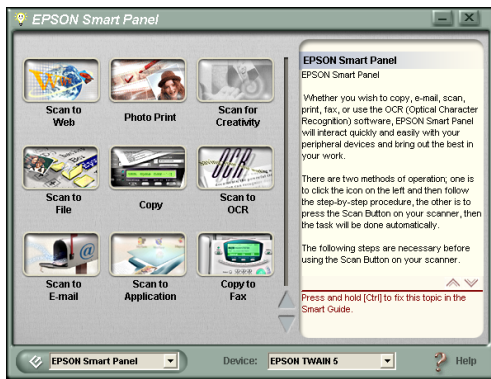 EPSON Smart Panel
Scan to
Web
Photo Print
Scan for
Creativity
Scan to
File
Copy
Scan to
OCR
Scan to
E-mail
Scan to
Application
Copy to
Fax
EPSON Smart Panel
EPSON Smart Panel
Whether you wish to copy, e-mail, scan,
print, fax, or use the OCR (Optical Character
Recognition) software, EPSON Smart Panel
will interact quickly and easily with your
peripheral devices and bring out the best in
your work.
There are two methods of operation; one is
to click the icon on the left and then follow
the step-by-step procedure, the other is to
press the Scan Button on your scanner, then
the task will be done automatically.
The following steps are necessary before
using the Scan Button on your scanner.
Press and hold [Ctrl] to fix this topic in the
Smart Guide.
EPSON Smart Panel
Device: EPSON TWAIN 5
Help